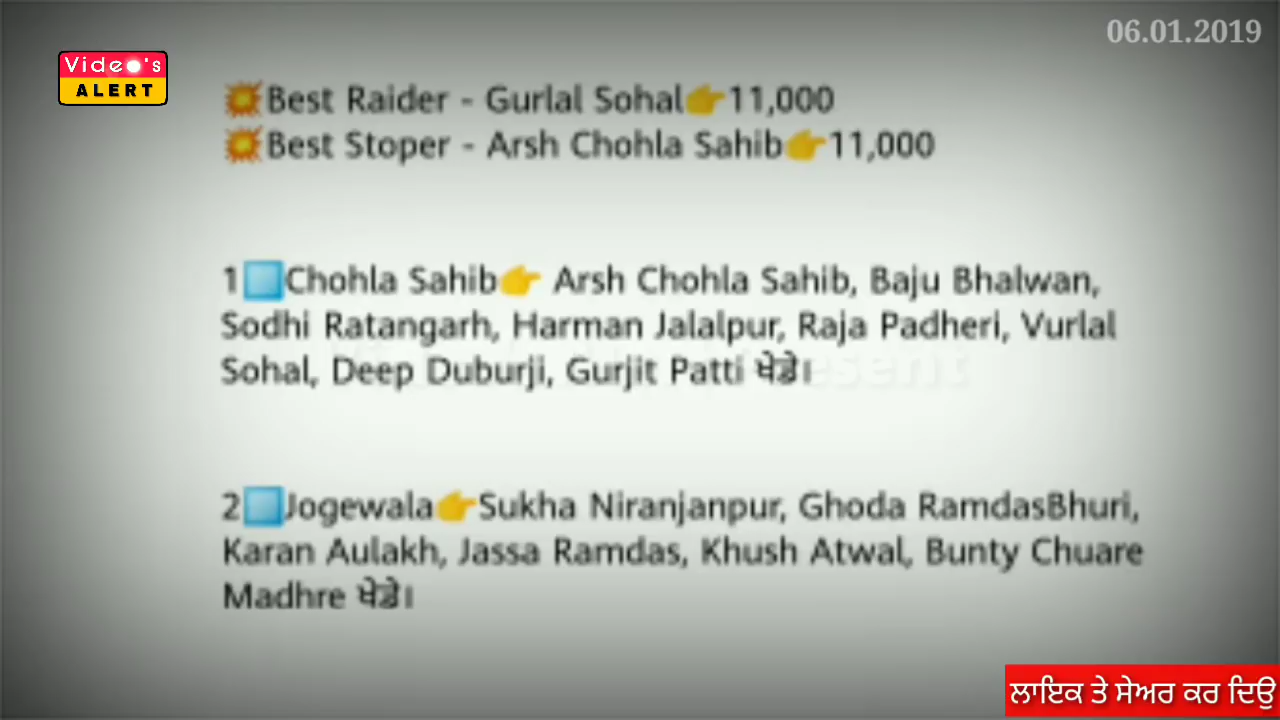 06.01.2019
Video's
ALERT
💥Best Raider - Gurlal Sohal👉11,000
💥Best Stoper - Arsh Chohla Sahib👉11,000
1🟦Chohla Sahib👉 Arsh Chohla Sahib, Baju Bhalwan,
Sodhi Ratangarh, Harman Jalalpur, Raja Padheri, Vurlal
Sohal, Deep Duburji, Gurjit Patti ਖੇਡੇ।
2🟦Jogewala👉Sukha Niranjanpur, Ghoda RamdasBhuri,
Karan Aulakh, Jassa Ramdas, Khush Atwal, Bunty Chuare
Madhre ਖੇਡੇ।
ਲਾਇਕ ਤੇ ਸੇਅਰ ਕਰ ਦਿਉ